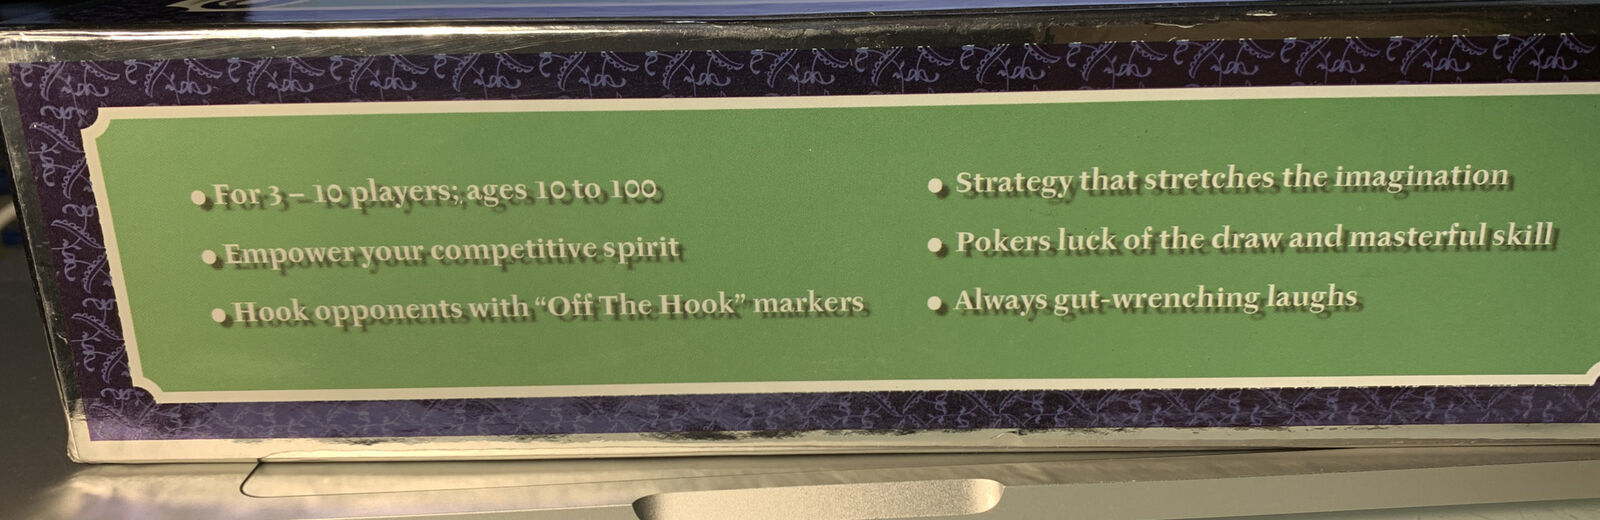 • For 3 – 10 players; ages 10 to 100
• Empower your competitive spirit
• Hook opponents with “Off The Hook” markers
• Strategy that stretches the imagination
• Pokers luck of the draw and masterful skill
• Always gut-wrenching laughs